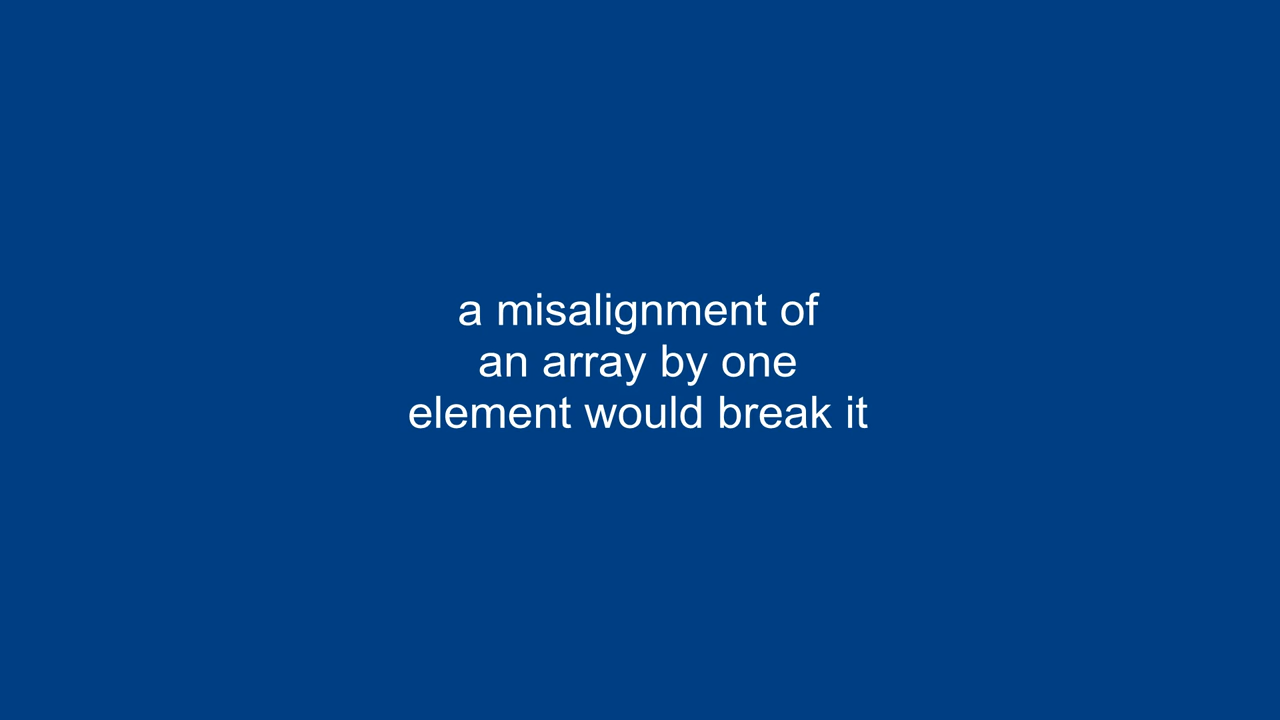 a misalignment of
an array by one
element would break it